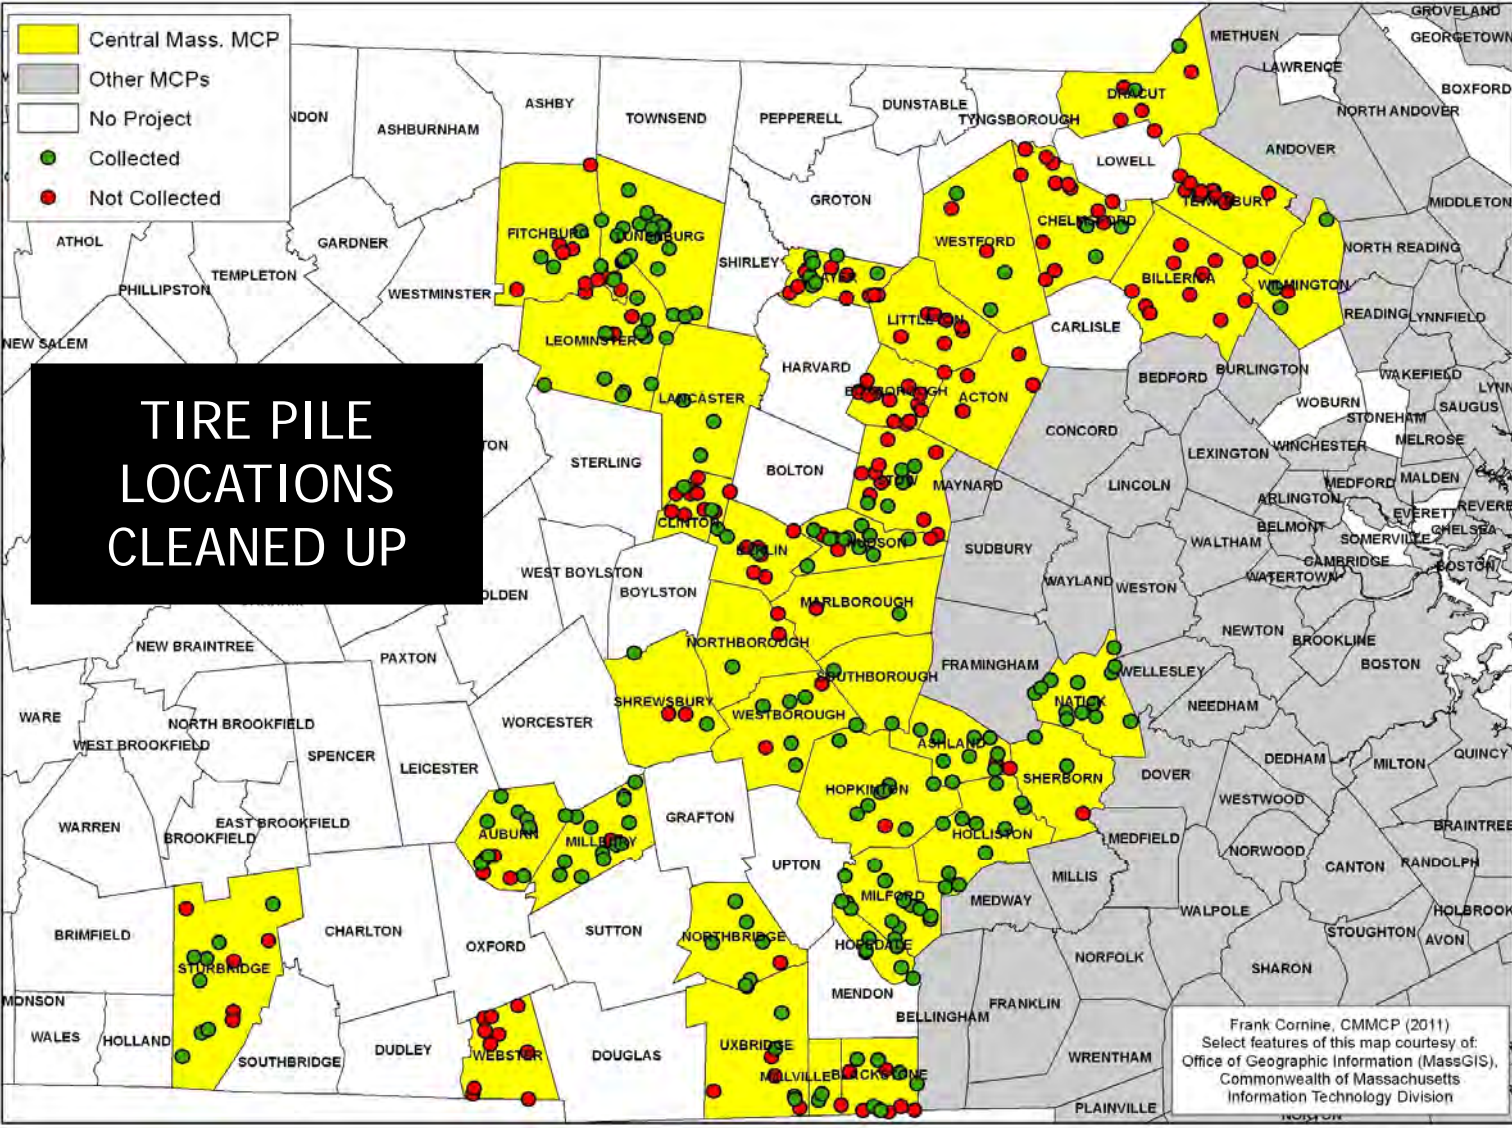 Central Mass. MCP
Other MCPs
No Project
Collected
Not Collected
TIRE PILE
LOCATIONS
CLEANED UP
GROVELAND
METHUEN
GEORGETOWN
LAWRENCE
BOXFORD
NORTH ANDOVER
ASHBY
TOWNSEND
PEPPERELL
DUNSTABLE
TYNGSBOROUGH
DRACUT
ASHBURNHAM
ANDOVER
LOWELL
GROTON
MIDDLETON
ATHOL
GARDNER
FITCHBURG
LUNENBURG
WESTFORD
CHELMSFORD
TEWKSBURY
NORTH READING
TEMPLETON
PHILLIPSTON
WESTMINSTER
SHIRLEY
AYER
BILLERICA
WILMINGTON
READING
LYNNFIELD
NEW SALEM
LEOMINSTER
LITTLETON
CARLISLE
HARVARD
BEDFORD
BURLINGTON
WAKEFIELD
LANCASTER
BOXBOROUGH
ACTON
WOBURN
STONEHAM
SAUGUS
CONCORD
LEXINGTON
WINCHESTER
MELROSE
STERLING
BOLTON
STOW
MAYNARD
LINCOLN
MEDFORD
MALDEN
ARLINGTON
EVERETT
REVERE
CLINTON
BERLIN
HUDSON
SUDBURY
WALTHAM
BELMONT
SOMERVILLE
CHELSEA
WEST BOYLSTON
BOYLSTON
WAYLAND
WESTON
WATERTOWN
CAMBRIDGE
BOSTON
MARLBOROUGH
NEW BRAINTREE
PAXTON
NORTHBOROUGH
NEWTON
BROOKLINE
SOUTHBOROUGH
FRAMINGHAM
WELLESLEY
BOSTON
WARE
NORTH BROOKFIELD
WORCESTER
SHREWSBURY
WESTBOROUGH
NATICK
NEEDHAM
WEST BROOKFIELD
SPENCER
LEICESTER
ASHLAND
SHERBORN
DOVER
DEDHAM
MILTON
QUINCY
HOPKINTON
WESTWOOD
WARREN
BROOKFIELD
EAST BROOKFIELD
AUBURN
MILLBURY
GRAFTON
HOLLISTON
MEDFIELD
NORWOOD
BRAINTREE
UPTON
MILLIS
CANTON
RANDOLPH
BRIMFIELD
CHARLTON
OXFORD
SUTTON
NORTHBRIDGE
MILFORD
MEDWAY
WALPOLE
HOLBROOK
STURBRIDGE
HOPEDALE
NORFOLK
SHARON
STOUGHTON
AVON
MONSON
WALES
HOLLAND
SOUTHBRIDGE
DUDLEY
WEBSTER
DOUGLAS
UXBRIDGE
MENDON
BELLINGHAM
FRANKLIN
WRENTHAM
MILLVILLE
BLACKSTONE
PLAINVILLE
Frank Cornine, CMMCP (2011)
Select features of this map courtesy of:
Office of Geographic Information (MassGIS),
Commonwealth of Massachusetts
Information Technology Division